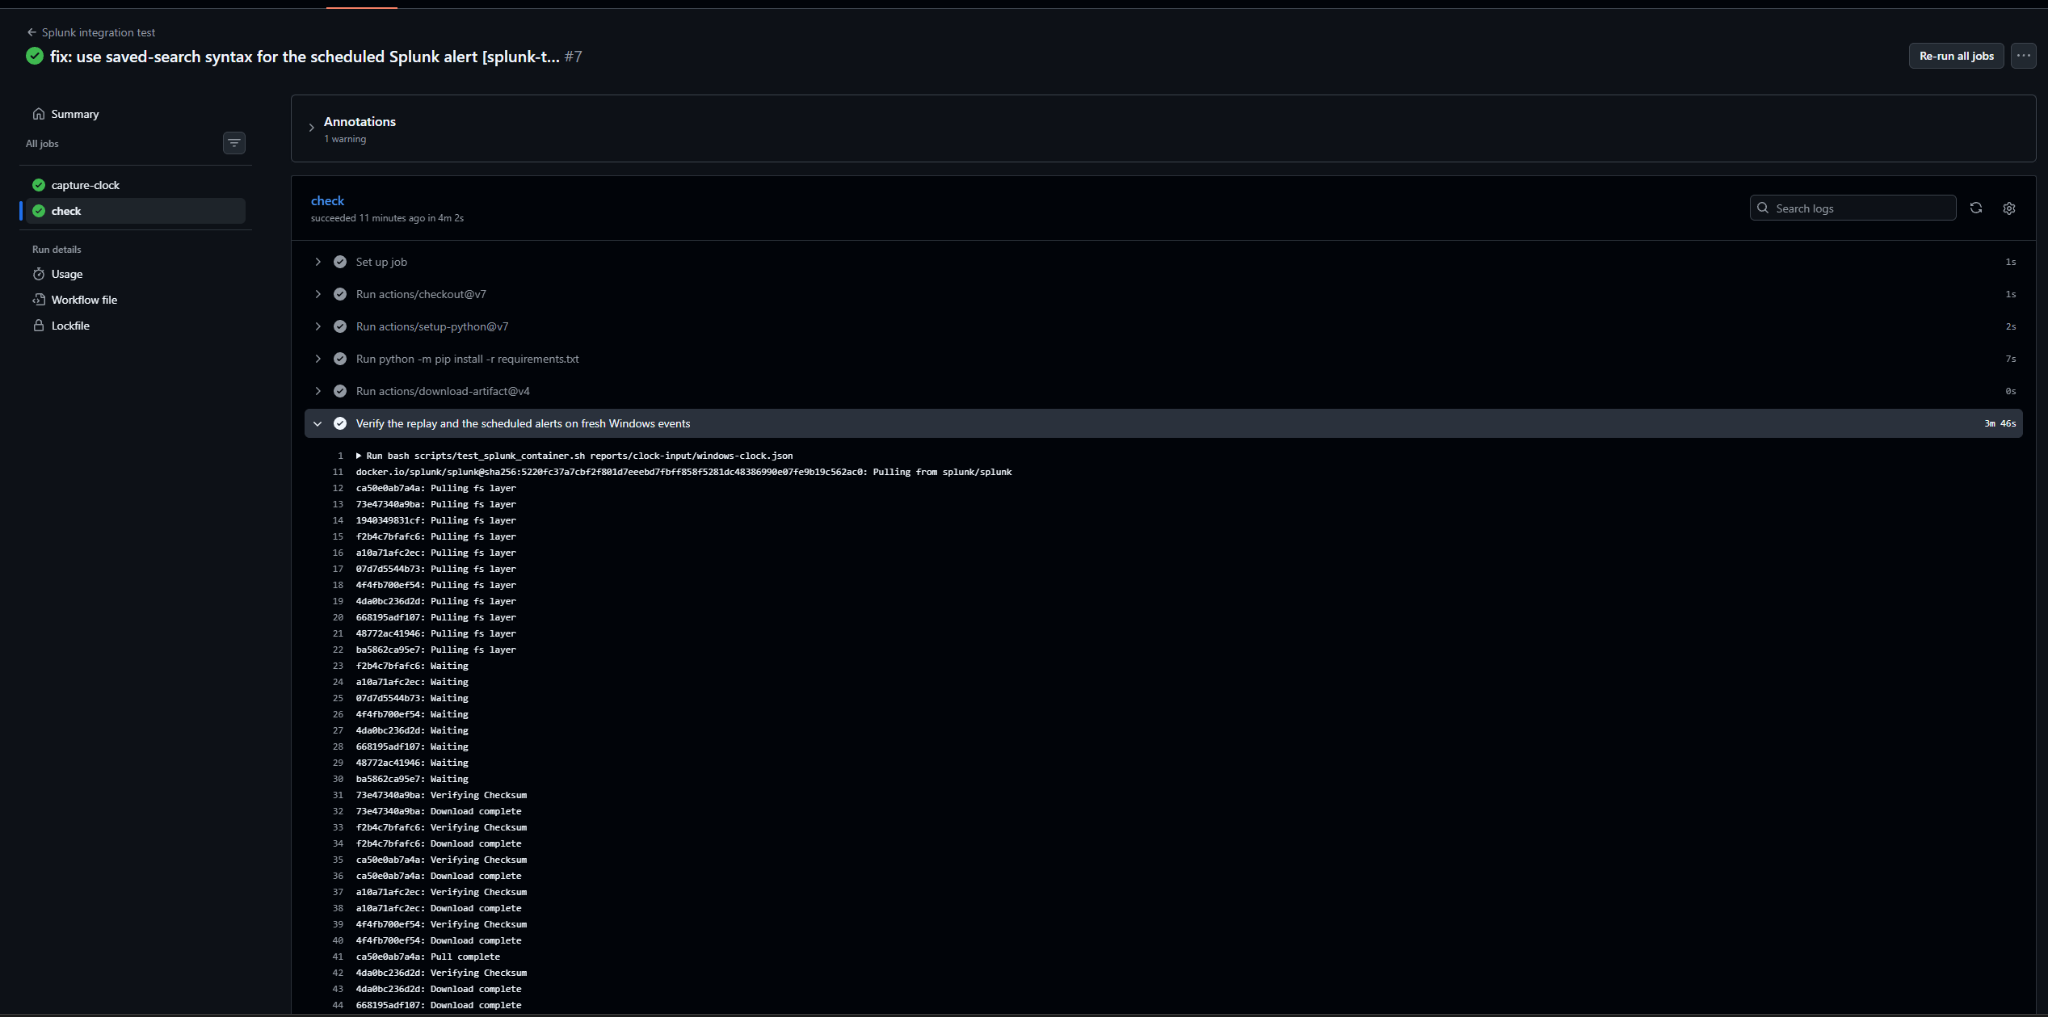 ← Splunk integration test
fix: use saved-search syntax for the scheduled Splunk alert [splunk-t... #7
Re-run all jobs
Summary
All jobs
capture-clock
check
Run details
Usage
Workflow file
Lockfile
Annotations
1 warning
check
succeeded 11 minutes ago in 4m 2s
Search logs
Set up job 1s
Run actions/checkout@v7 1s
Run actions/setup-python@v7 2s
Run python -m pip install -r requirements.txt 7s
Run actions/download-artifact@v4 0s
Verify the replay and the scheduled alerts on fresh Windows events 3m 46s
1 ▶ Run bash scripts/test_splunk_container.sh reports/clock-input/windows-clock.json
11 docker.io/splunk/splunk@sha256:5220fc37a7cbf2f801d7eeebd7fbff858f5281dc48386990e07fe9b19c562ac0: Pulling from splunk/splunk
12 ca50e0ab7a4a: Pulling fs layer
13 73e47340a9ba: Pulling fs layer
14 1940349831cf: Pulling fs layer
15 f2b4c7bfafc6: Pulling fs layer
16 a10a71afc2ec: Pulling fs layer
17 07d7d5544b73: Pulling fs layer
18 4f4fb700ef54: Pulling fs layer
19 4da0bc236d2d: Pulling fs layer
20 668195adf107: Pulling fs layer
21 48772ac41946: Pulling fs layer
22 ba5862ca95e7: Pulling fs layer
23 f2b4c7bfafc6: Waiting
24 a10a71afc2ec: Waiting
25 07d7d5544b73: Waiting
26 4f4fb700ef54: Waiting
27 4da0bc236d2d: Waiting
28 668195adf107: Waiting
29 48772ac41946: Waiting
30 ba5862ca95e7: Waiting
31 73e47340a9ba: Verifying Checksum
32 73e47340a9ba: Download complete
33 f2b4c7bfafc6: Verifying Checksum
34 f2b4c7bfafc6: Download complete
35 ca50e0ab7a4a: Verifying Checksum
36 ca50e0ab7a4a: Download complete
37 a10a71afc2ec: Verifying Checksum
38 a10a71afc2ec: Download complete
39 4f4fb700ef54: Verifying Checksum
40 4f4fb700ef54: Download complete
41 ca50e0ab7a4a: Pull complete
42 4da0bc236d2d: Verifying Checksum
43 4da0bc236d2d: Download complete
44 668195adf107: Download complete